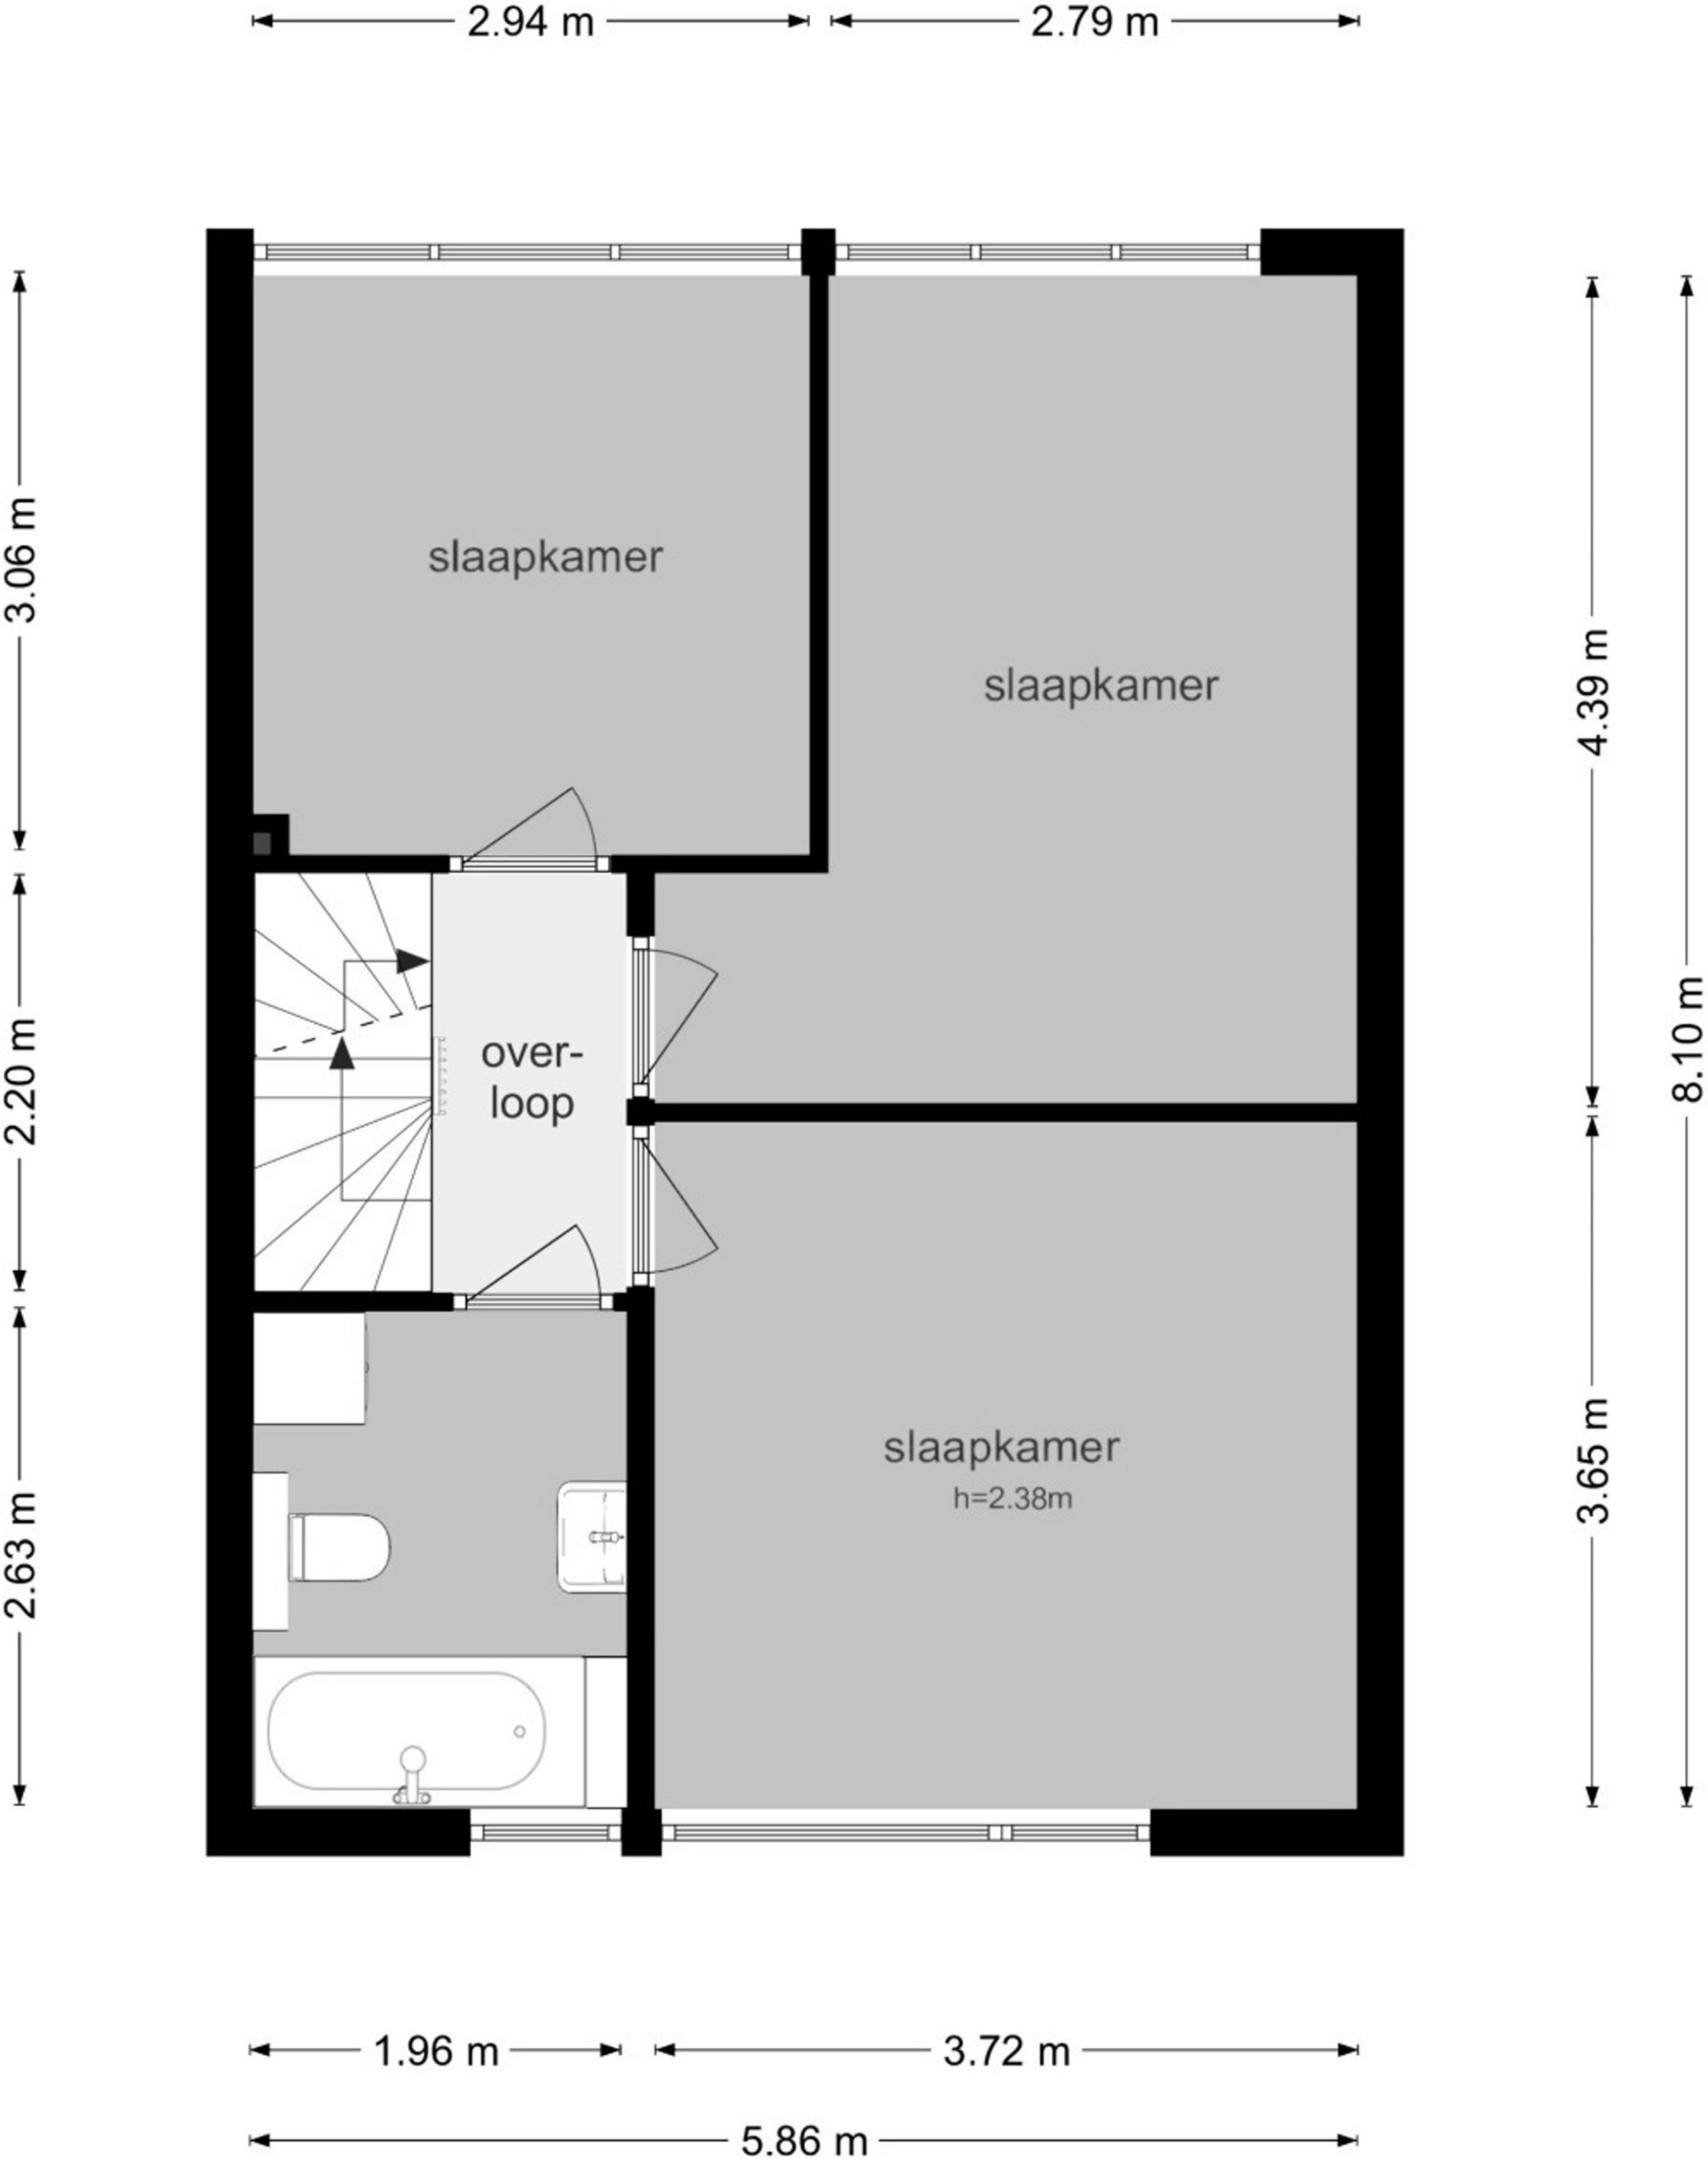 2.94 m
2.79 m
3.06 m
slaapkamer
slaapkamer
4.39 m
8.10 m
2.20 m
over-
loop
slaapkamer
h=2.38m
3.65 m
2.63 m
1.96 m
3.72 m
5.86 m